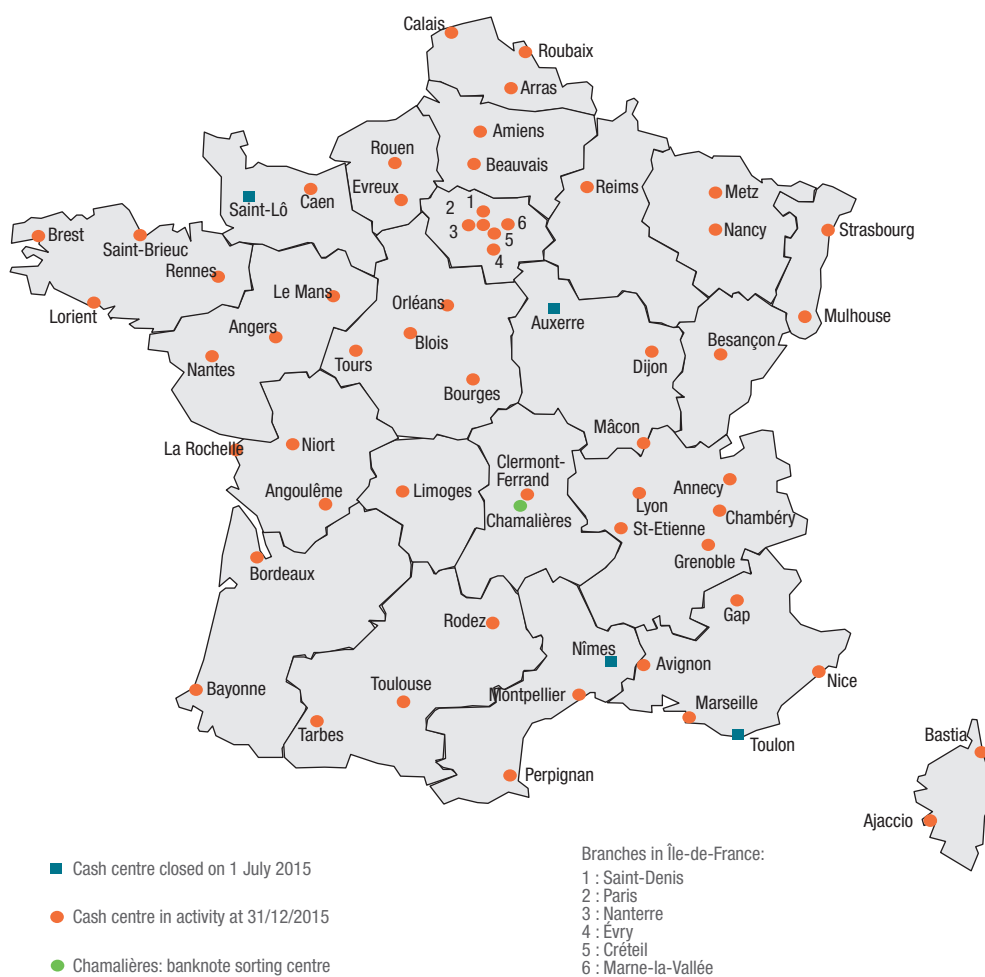 Calais
Roubaix
Arras
Amiens
Rouen
Beauvais
Reims
Metz
Evreux
Saint-Lô
Caen
1
2
3
6
5
4
Nancy
Strasbourg
Brest
Saint-Brieuc
Rennes
Le Mans
Orléans
Lorient
Auxerre
Mulhouse
Angers
Blois
Besançon
Nantes
Tours
Dijon
Bourges
Mâcon
La Rochelle
Niort
Clermont-
Ferrand
Annecy
Angoulême
Limoges
Lyon
Chamalières
Chambéry
St-Etienne
Grenoble
Bordeaux
Gap
Rodez
Nîmes
Avignon
Nice
Bayonne
Toulouse
Montpellier
Marseille
Tarbes
Toulon
Bastia
Perpignan
Ajaccio
Cash centre closed on 1 July 2015
Cash centre in activity at 31/12/2015
Chamalières: banknote sorting centre
Branches in Île-de-France:
1 : Saint-Denis
2 : Paris
3 : Nanterre
4 : Évry
5 : Créteil
6 : Marne-la-Vallée